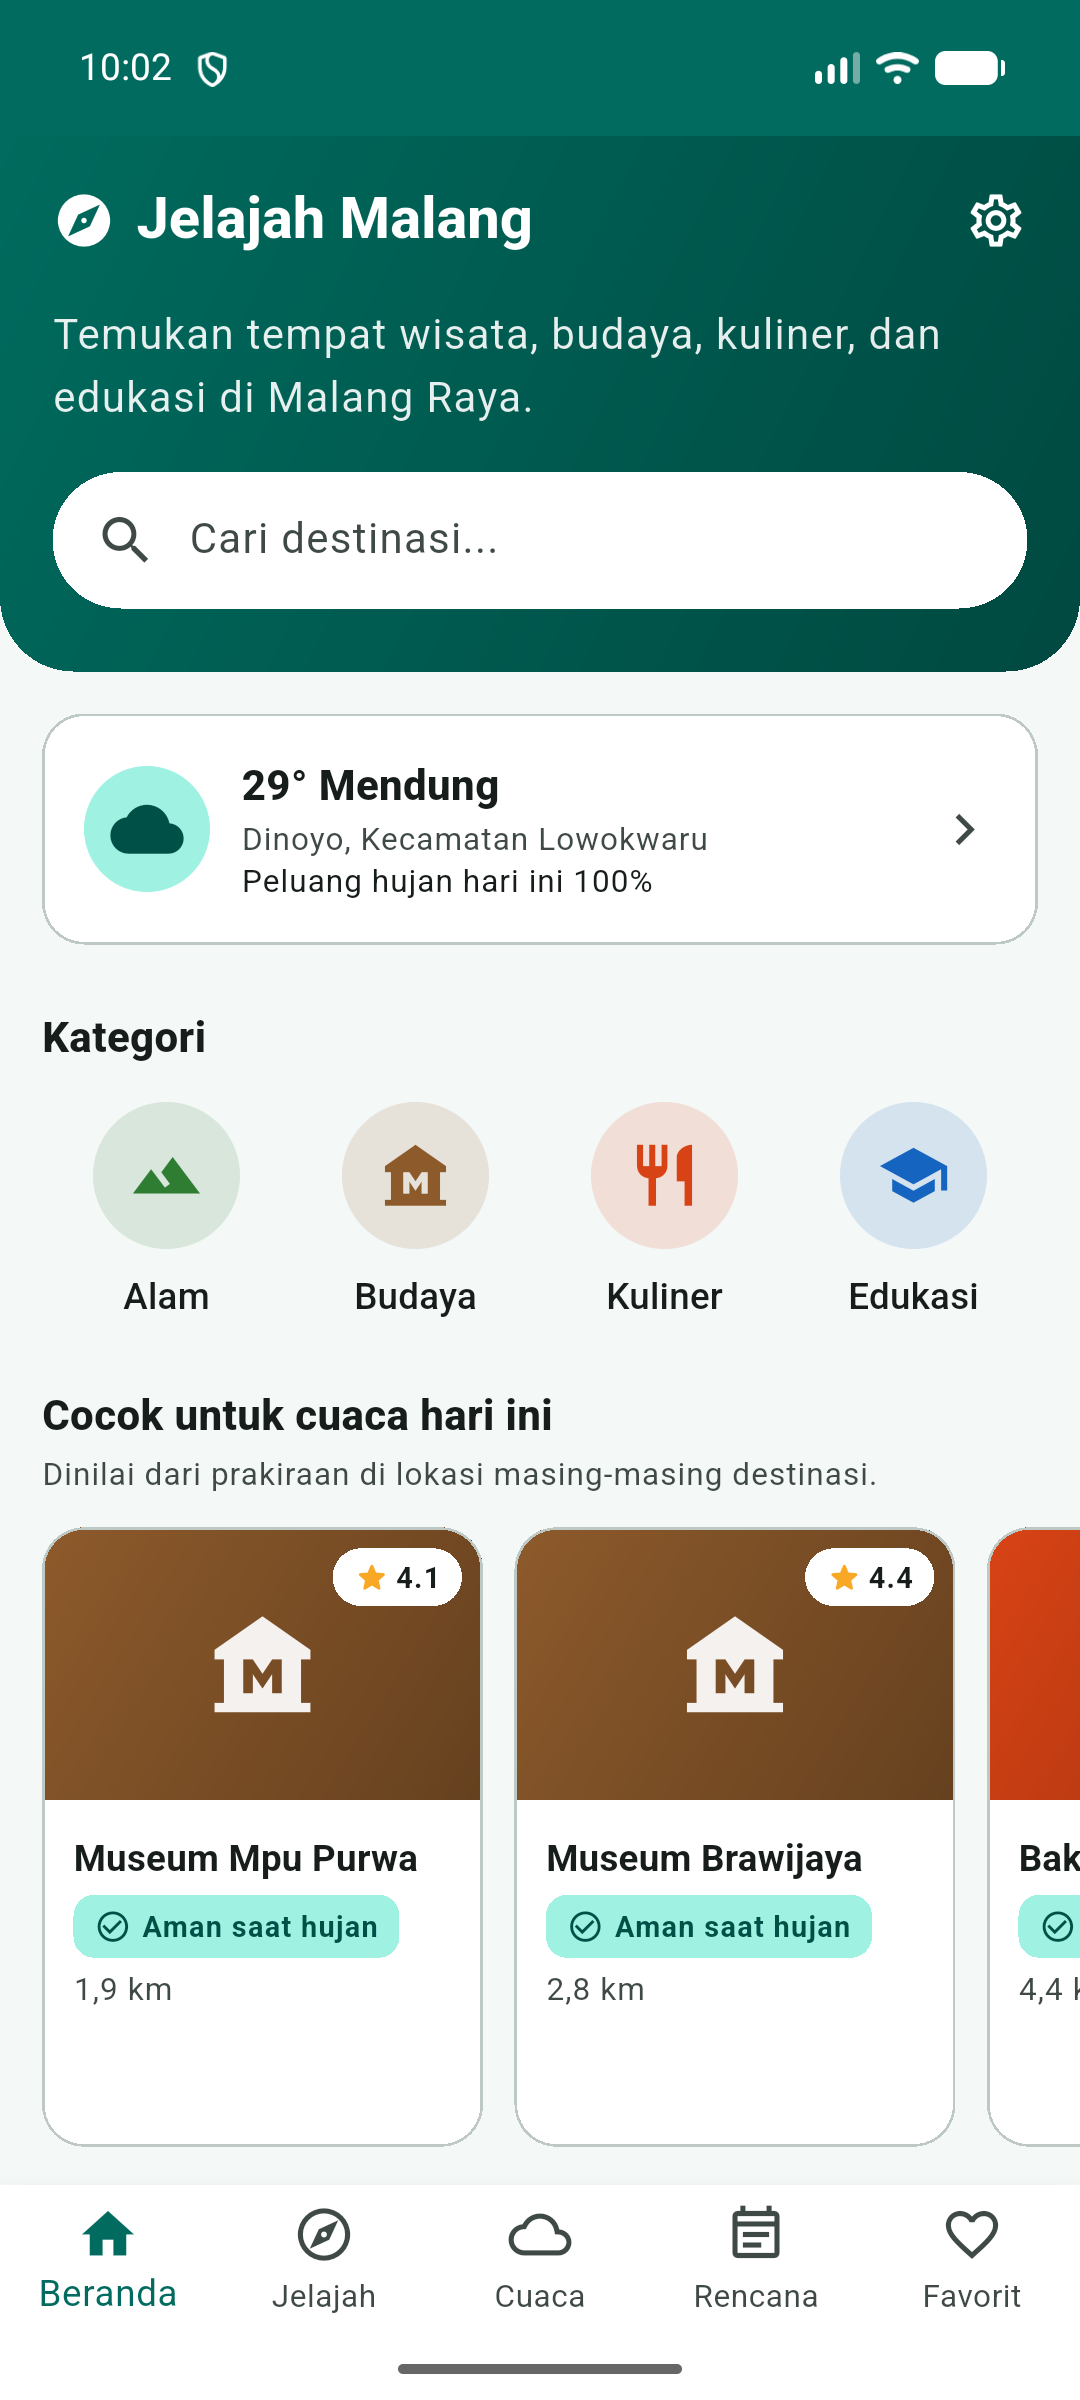 10:02
Jelajah Malang
Temukan tempat wisata, budaya, kuliner, dan
edukasi di Malang Raya.
Cari destinasi...
29° Mendung
Dinoyo, Kecamatan Lowokwaru
Peluang hujan hari ini 100%
Kategori
Alam
Budaya
Kuliner
Edukasi
Cocok untuk cuaca hari ini
Dinilai dari prakiraan di lokasi masing-masing destinasi.
4.1
Museum Mpu Purwa
Aman saat hujan
1,9 km
4.4
Museum Brawijaya
Aman saat hujan
2,8 km
Bak
4,4 k
Beranda
Jelajah
Cuaca
Rencana
Favorit